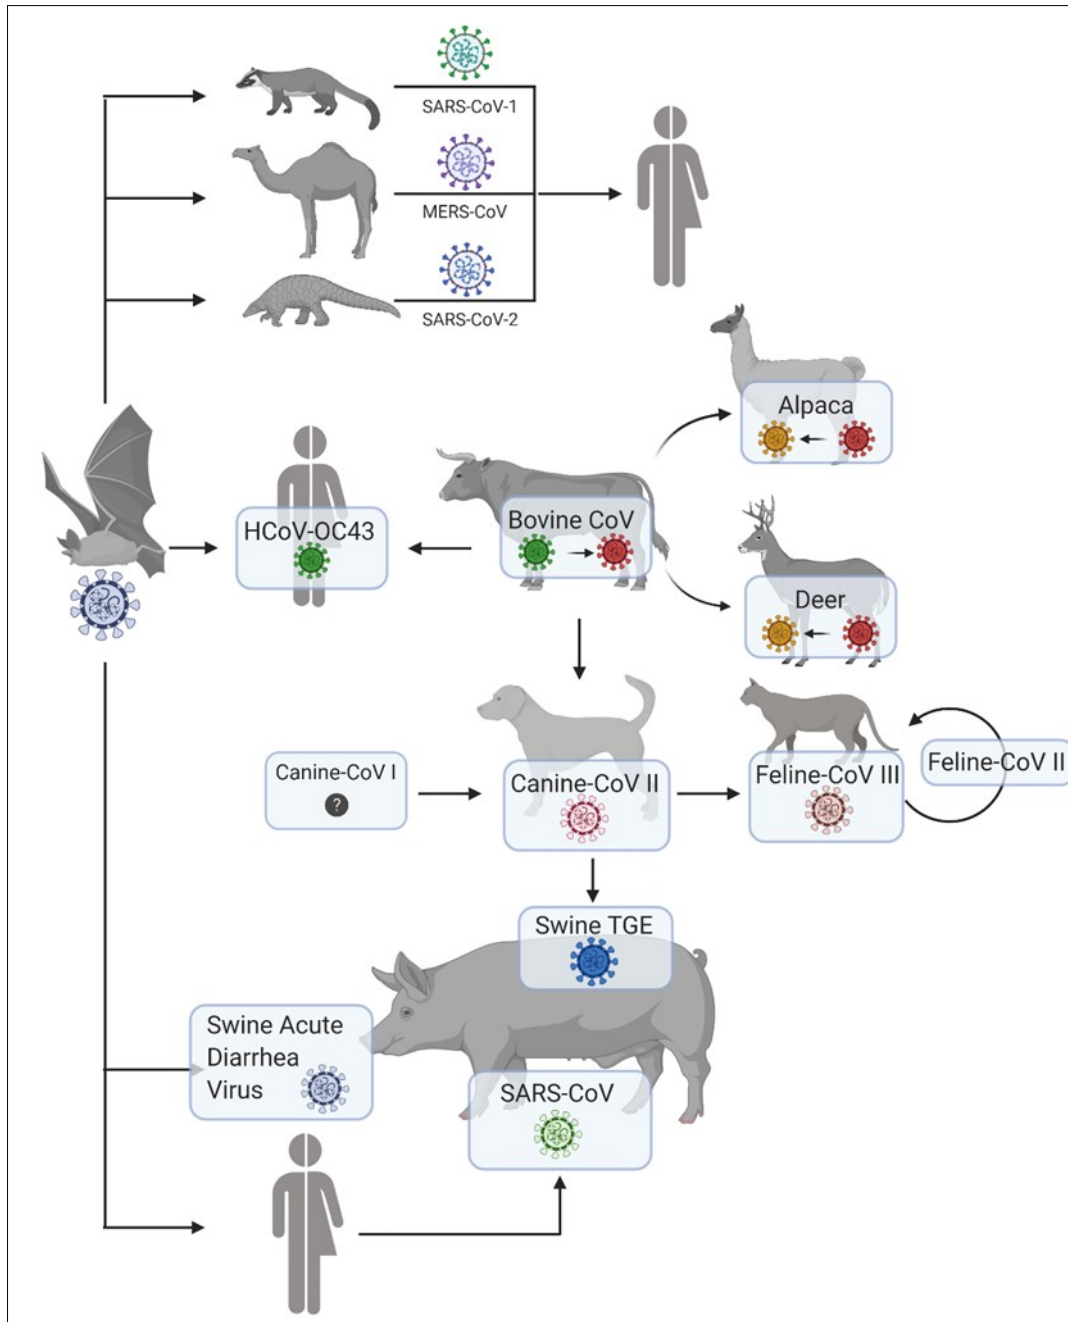 SARS-CoV-1
MERS-CoV
SARS-CoV-2
Alpaca
HCoV-OC43
Bovine CoV
Deer
Canine-CoV I
?
Canine-CoV II
Feline-CoV III
Feline-CoV II
Swine TGE
Swine Acute
Diarrhea
Virus
SARS-CoV